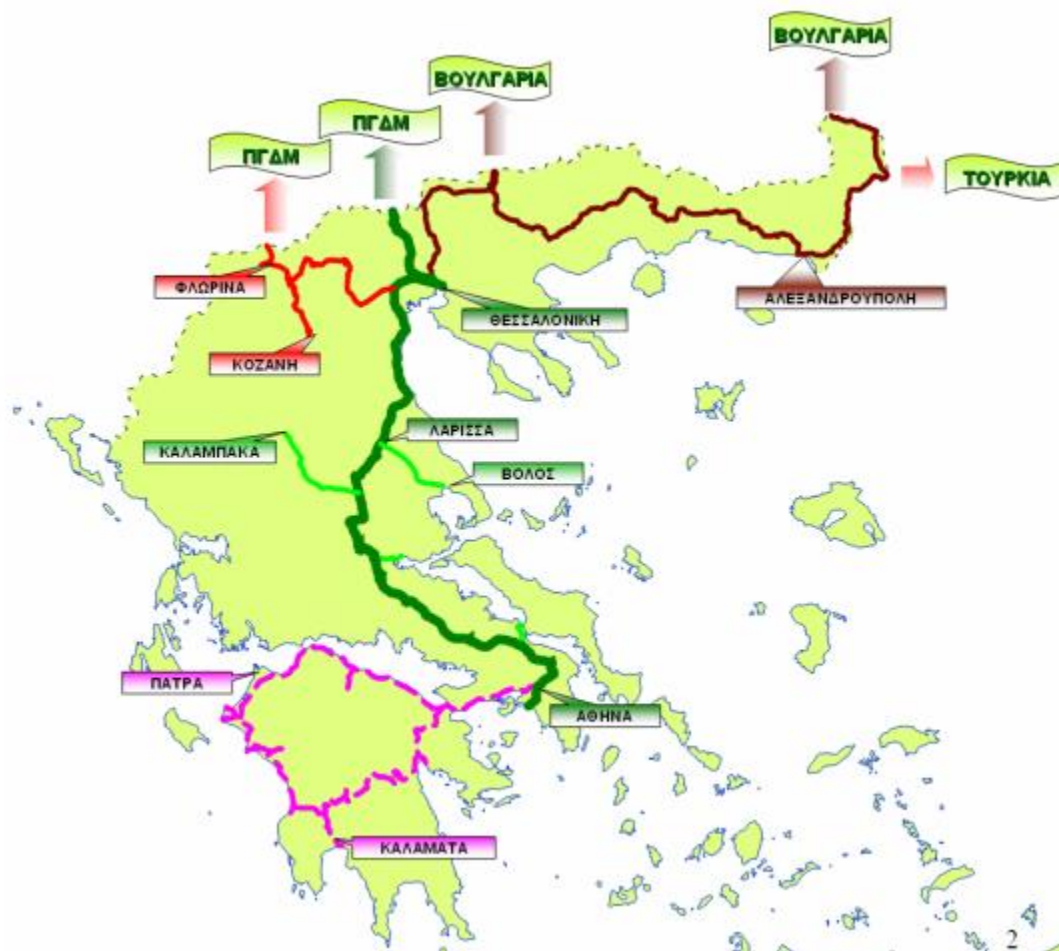 ΒΟΥΛΓΑΡΙΑ
ΒΟΥΛΓΑΡΙΑ
ΠΓΔΜ
ΠΓΔΜ
ΤΟΥΡΚΙΑ
ΦΛΩΡΙΝΑ
ΑΛΕΞΑΝΔΡΟΥΠΟΛΗ
ΘΕΣΣΑΛΟΝΙΚΗ
ΚΟΖΑΝΗ
ΛΑΡΙΣΣΑ
ΚΑΛΑΜΠΑΚΑ
ΒΟΛΟΣ
ΠΑΤΡΑ
ΑΘΗΝΑ
ΚΑΛΑΜΑΤΑ
2